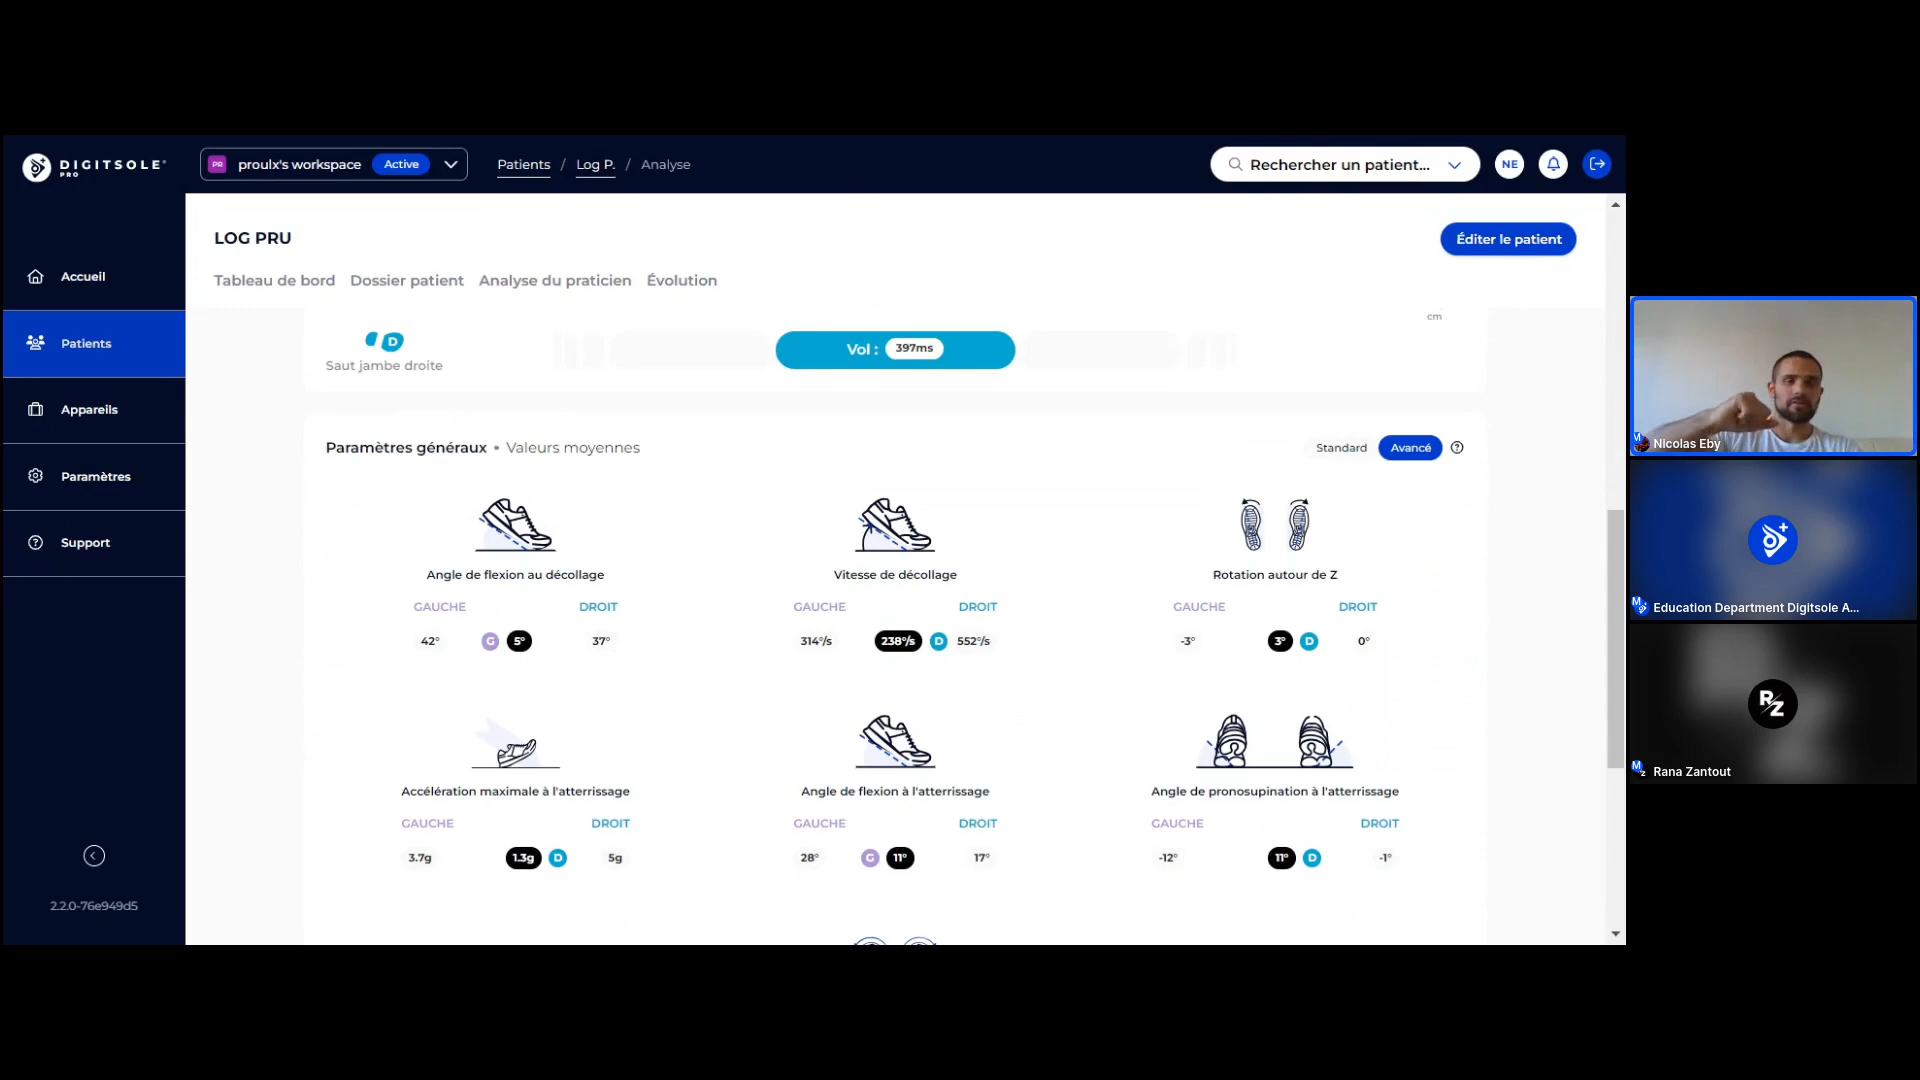 DIGITSOLE
PRO
PR proulx's workspace Active
Patients / Log P. / Analyse
Rechercher un patient...
NE
LOG PRU
Éditer le patient
Tableau de bord Dossier patient Analyse du praticien Évolution
Accueil
Patients
Appareils
Paramètres
Support
2.2.0-76e949d5
cm
D
Saut jambe droite
Vol : 397ms
Paramètres généraux • Valeurs moyennes
Standard Avancé
Angle de flexion au décollage
GAUCHE DROIT
42° G 5° 37°
Vitesse de décollage
GAUCHE DROIT
314°/s 238°/s D 552°/s
Rotation autour de Z
GAUCHE DROIT
-3° 3° D 0°
Accélération maximale à l'atterrissage
GAUCHE DROIT
3.7g 1.3g D 5g
Angle de flexion à l'atterrissage
GAUCHE DROIT
28° G 11° 17°
Angle de pronosupination à l'atterrissage
GAUCHE DROIT
-12° 11° D -1°
Nicolas Eby
Education Department Digitsole A...
RZ
Rana Zantout